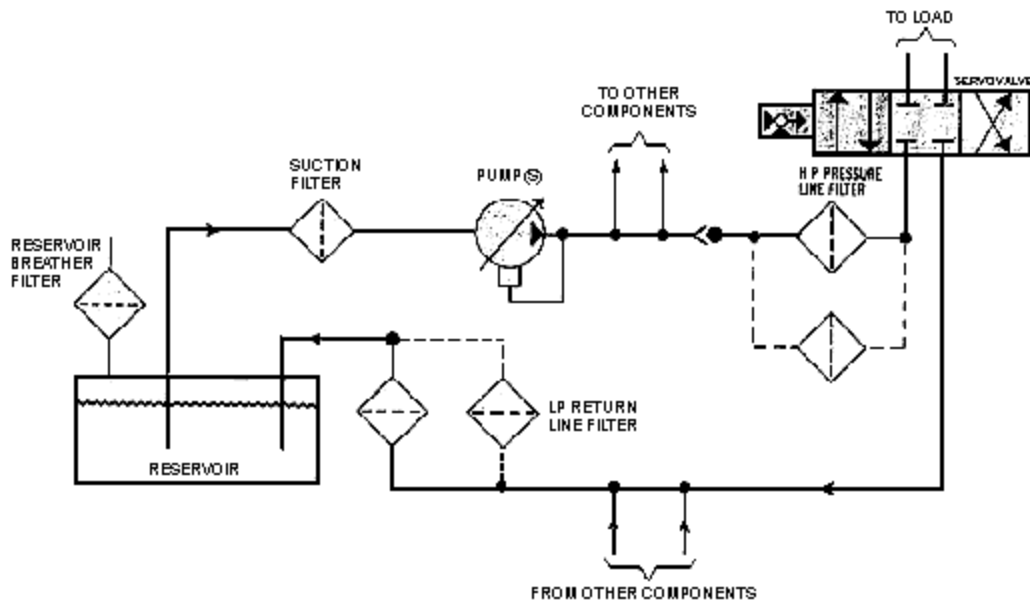 TO LOAD
SERVOVALVE
TO OTHER
COMPONENTS
SUCTION
FILTER
PUMP(S)
H P PRESSURE
LINE FILTER
RESERVOIR
BREATHER
FILTER
LP RETURN
LINE FILTER
RESERVOIR
FROM OTHER COMPONENTS